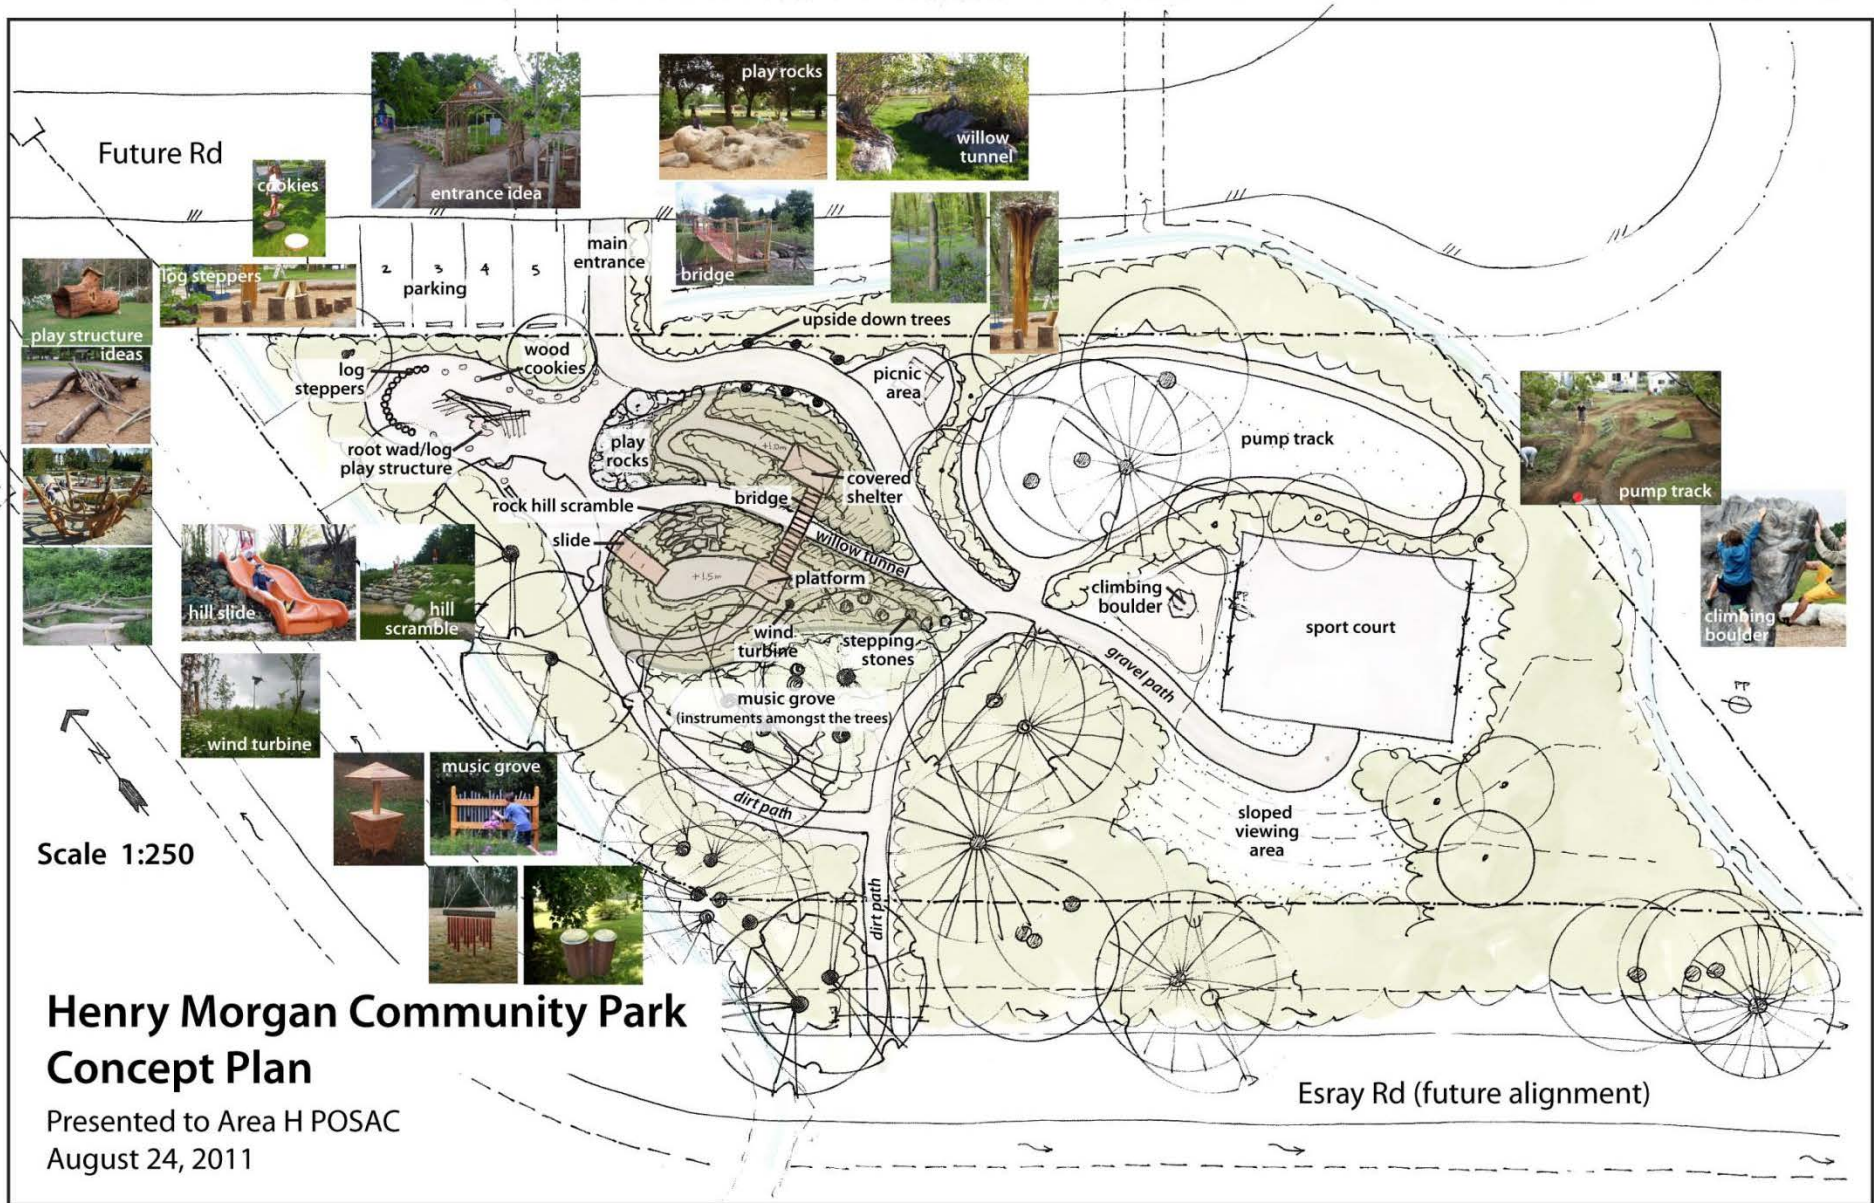 Future Rd
cookies
entrance idea
play rocks
willow
tunnel
log steppers
play structure
ideas
bridge
2 3 4 5
parking
main
entrance
upside down trees
log
steppers
wood
cookies
picnic
area
root wad/log
play structure
play
rocks
pump track
covered
shelter
bridge
rock hill scramble
slide
willow tunnel
+1.0m
+1.5m
platform
climbing
boulder
sport court
wind
turbine
stepping
stones
music grove
(instruments amongst the trees)
gravel path
pump track
climbing
boulder
hill slide
hill
scramble
wind turbine
music grove
dirt path
dirt path
sloped
viewing
area
PP
N
Scale 1:250
Henry Morgan Community Park
Concept Plan
Presented to Area H POSAC
August 24, 2011
Esray Rd (future alignment)